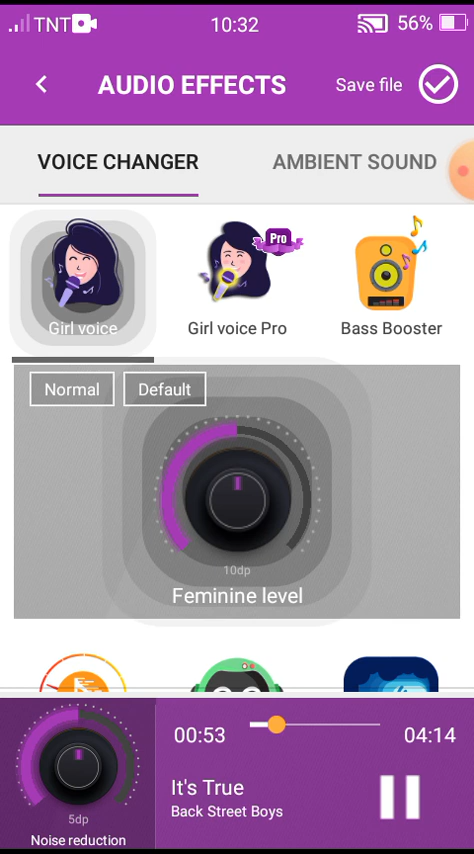 TNT 10:32 56%
AUDIO EFFECTS Save file
VOICE CHANGER AMBIENT SOUND
Pro
Girl voice Girl voice Pro Bass Booster
Normal Default
10dp
Feminine level
00:53 04:14
It's True
Back Street Boys
5dp
Noise reduction